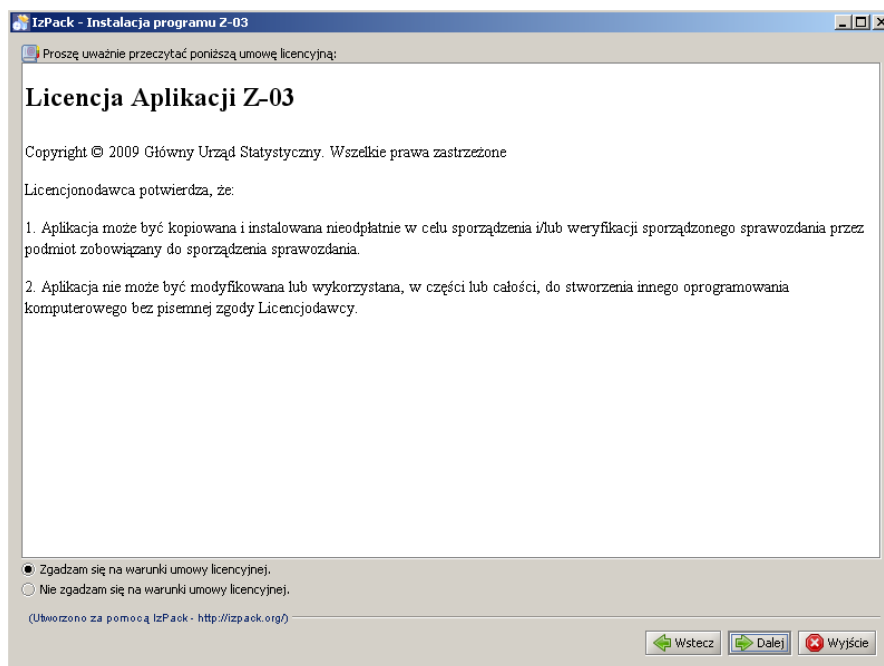 IzPack - Instalacja programu Z-03
Proszę uważnie przeczytać poniższą umowę licencyjną:
Licencja Aplikacji Z-03
Copyright © 2009 Główny Urząd Statystyczny. Wszelkie prawa zastrzeżone
Licencjonodawca potwierdza, że:
1. Aplikacja może być kopiowana i instalowana nieodpłatnie w celu sporządzenia i/lub weryfikacji sporządzonego sprawozdania przez
podmiot zobowiązany do sporządzenia sprawozdania.
2. Aplikacja nie może być modyfikowana lub wykorzystana, w części lub całości, do stworzenia innego oprogramowania
komputerowego bez pisemnej zgody Licencjodawcy.
Zgadzam się na warunki umowy licencyjnej.
Nie zgadzam się na warunki umowy licencyjnej.
(Utworzono za pomocą IzPack - http://izpack.org/)
Wstecz Dalej Wyjście